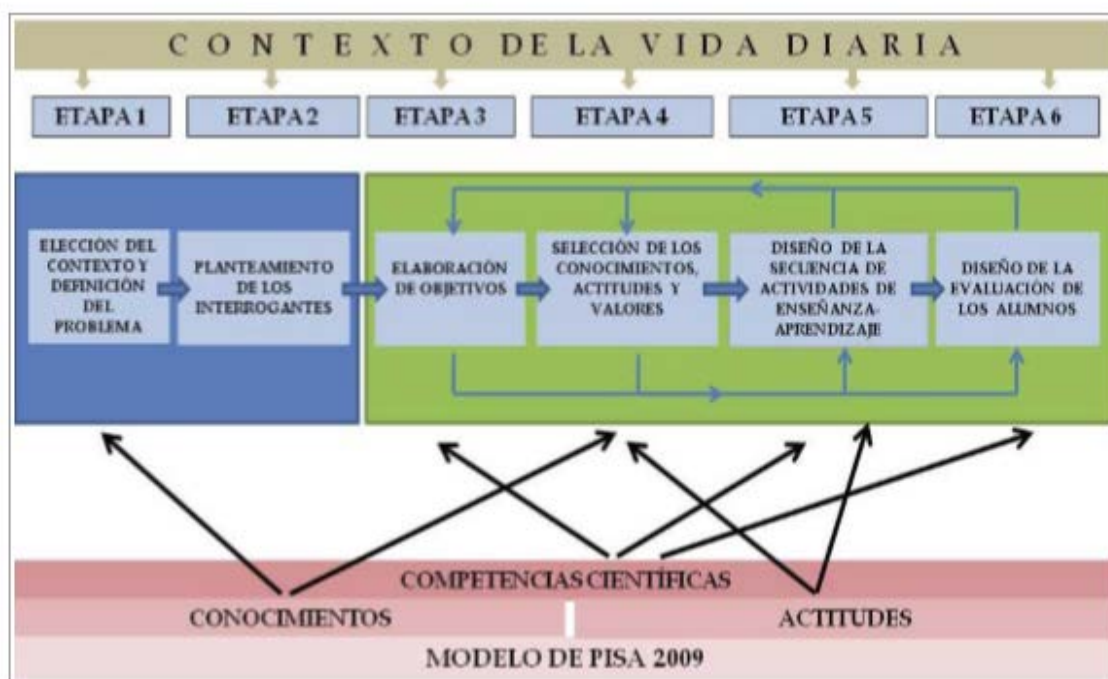 CONTEXTO DE LA VIDA DIARIA
ETAPA 1
ETAPA 2
ETAPA 3
ETAPA 4
ETAPA 5
ETAPA 6
ELECCIÓN DEL
CONTEXTO Y
DEFINICIÓN
DEL
PROBLEMA
PLANTEAMIENTO
DE LOS
INTERROGANTES
ELABORACIÓN
DE OBJETIVOS
SELECCIÓN DE LOS
CONOCIMIENTOS,
ACTITUDES Y
VALORES
DISEÑO DE LA
SECUENCIA DE
ACTIVIDADES DE
ENSEÑANZA-
APRENDIZAJE
DISEÑO DE LA
EVALUACIÓN DE
LOS ALUMNOS
COMPETENCIAS CIENTÍFICAS
CONOCIMIENTOS
ACTITUDES
MODELO DE PISA 2009